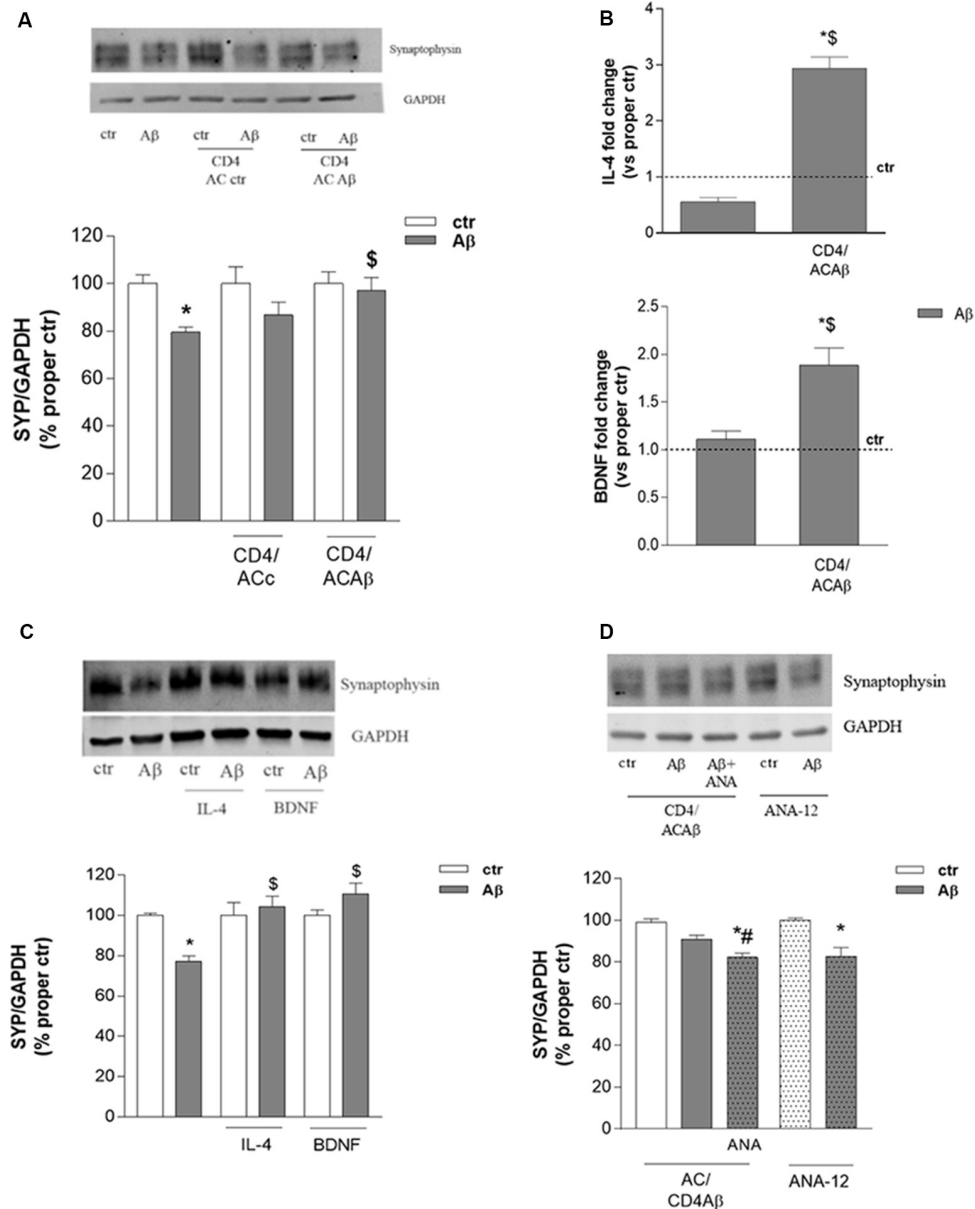 A
Synaptophysin
GAPDH
ctr Aβ ctr Aβ ctr Aβ
CD4 CD4
AC ctr AC Aβ
ctr
Aβ
120
100
80
60
40
20
0
SYP/GAPDH
(% proper ctr)
*
$
CD4/ CD4/
ACc ACAβ
B
IL-4 fold change
(vs proper ctr)
4
3
2
1
0
*$
ctr
CD4/
ACAβ
BDNF fold change
(vs proper ctr)
2.5
2.0
1.5
1.0
0.5
0.0
*$
ctr
Aβ
CD4/
ACAβ
C
Synaptophysin
GAPDH
ctr Aβ ctr Aβ ctr Aβ
IL-4 BDNF
ctr
Aβ
120
100
80
60
40
20
0
SYP/GAPDH
(% proper ctr)
*
$
$
IL-4 BDNF
D
Synaptophysin
GAPDH
ctr Aβ Aβ+ ctr Aβ
ANA
CD4/ ANA-12
ACAβ
ctr
Aβ
120
100
80
60
40
20
0
SYP/GAPDH
(% proper ctr)
*#
*
ANA
AC/ ANA-12
CD4Aβ